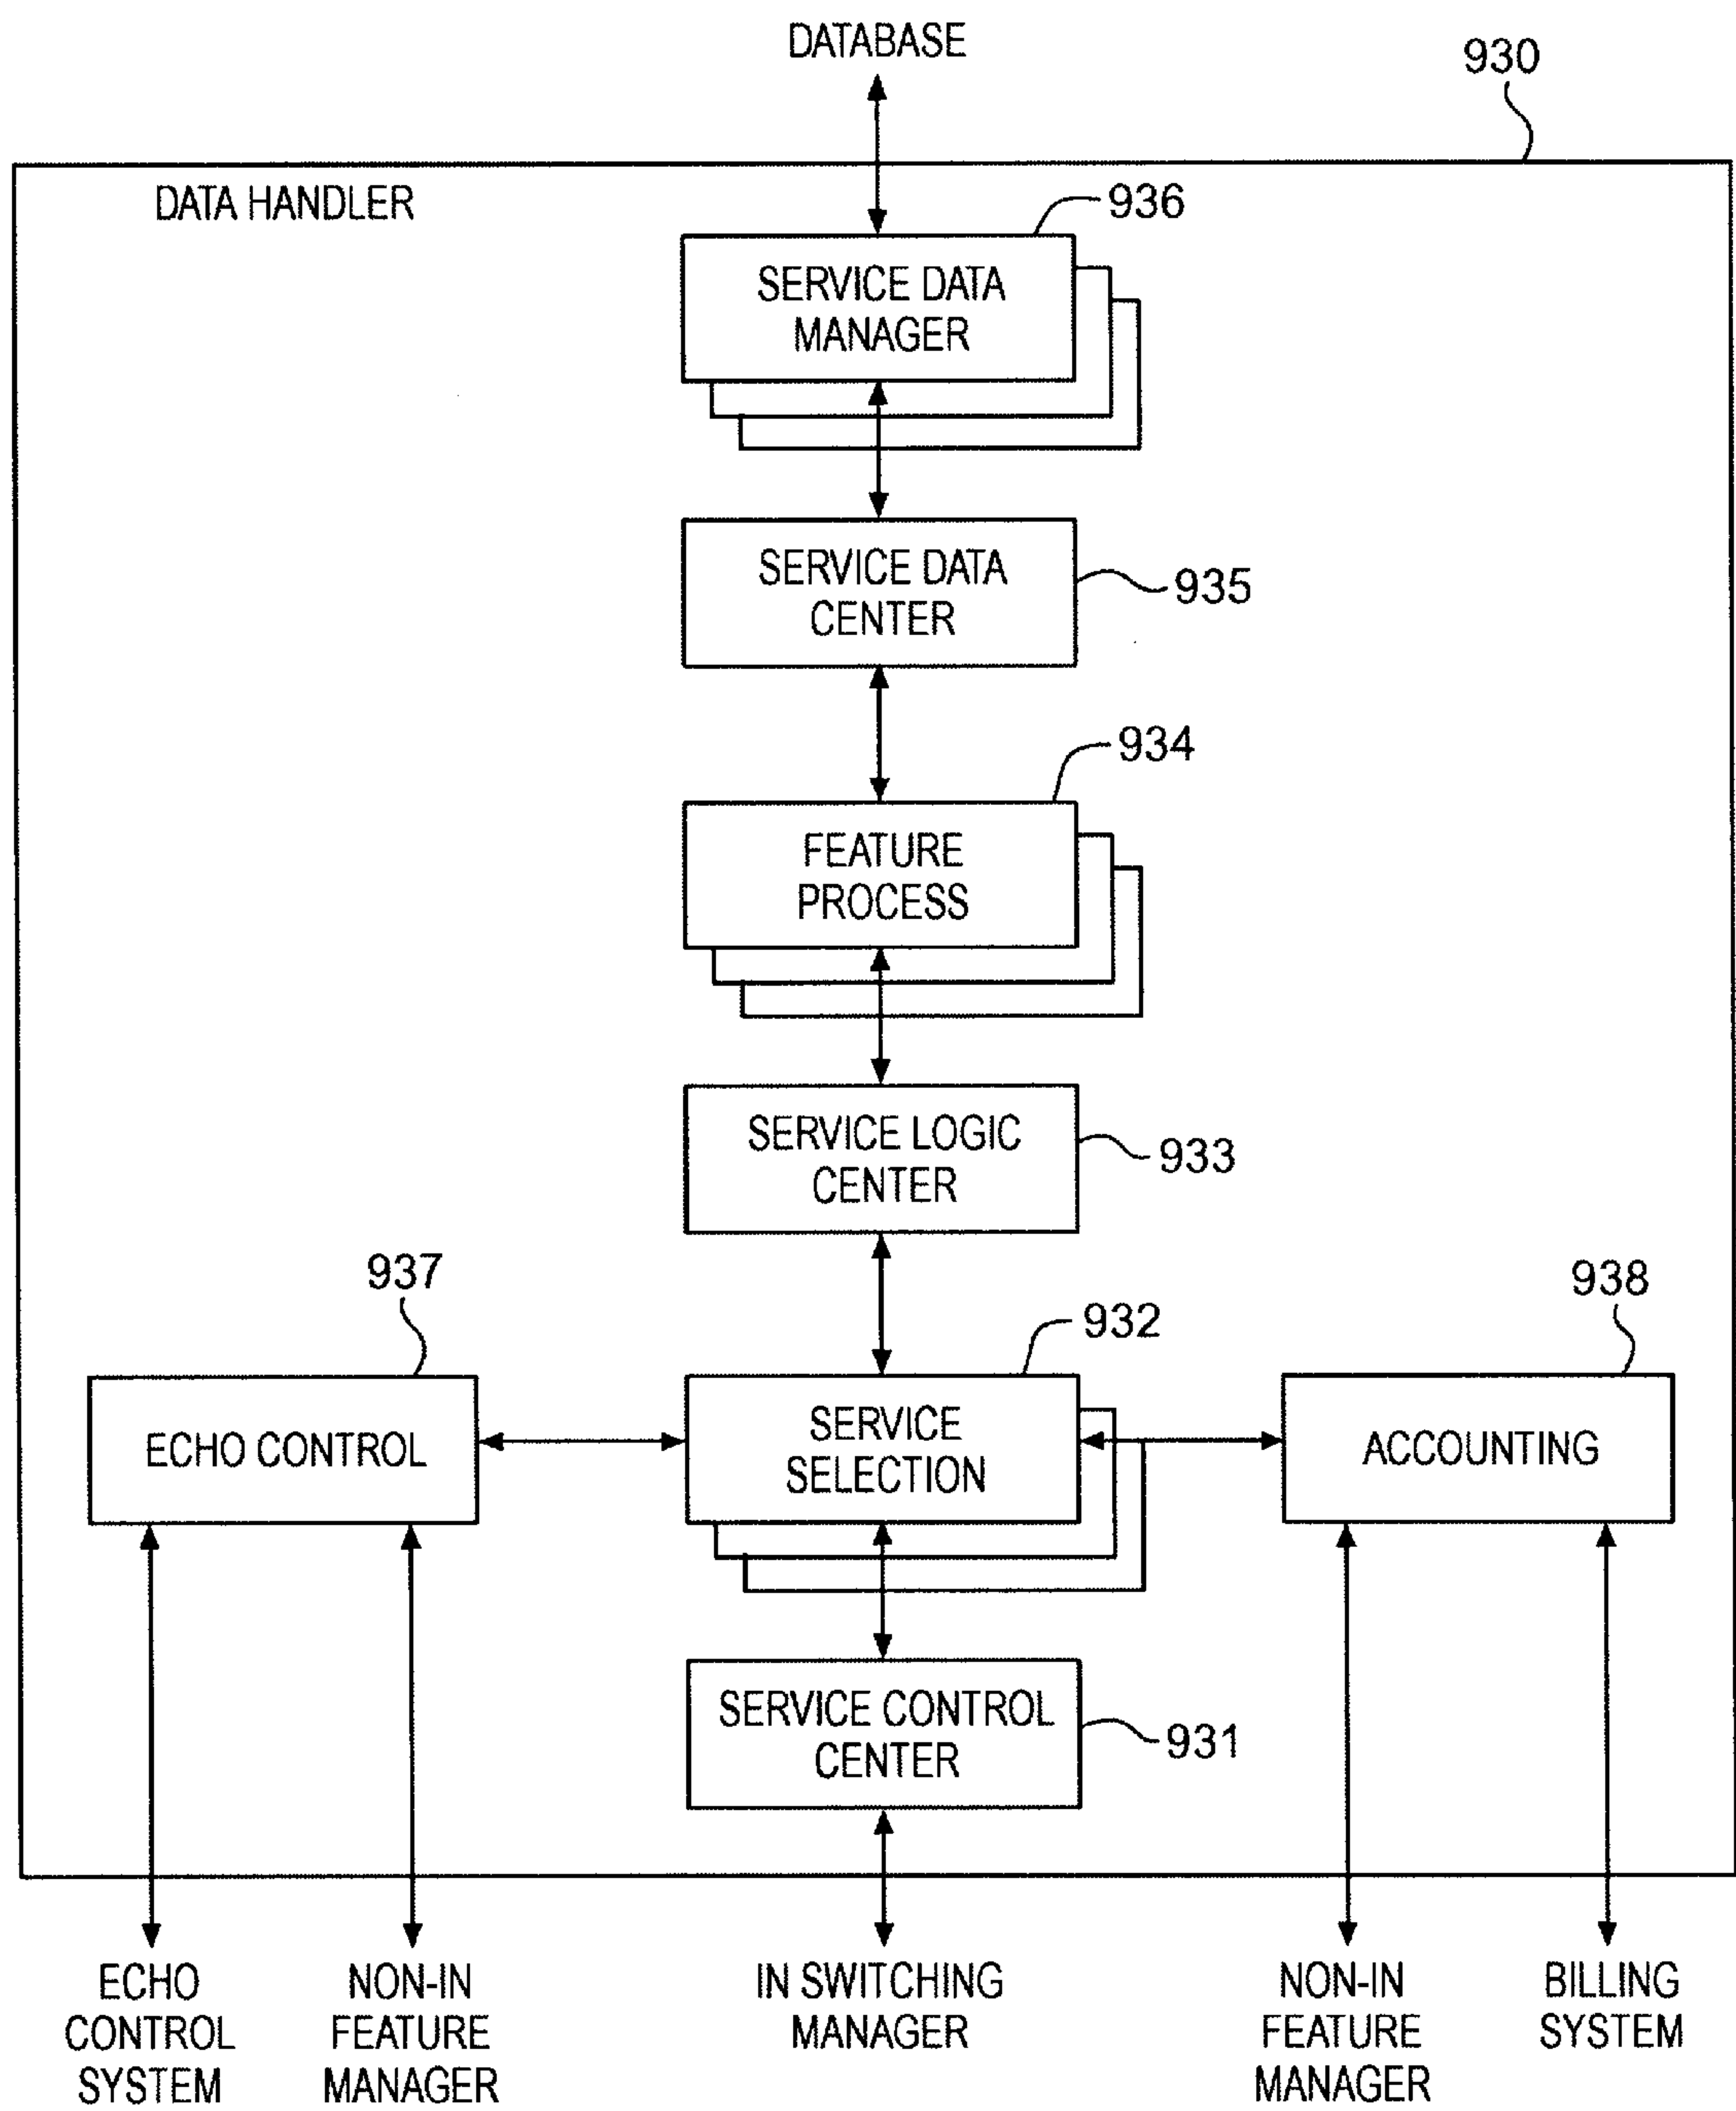 DATABASE
930
DATA HANDLER
936
SERVICE DATA
MANAGER
SERVICE DATA
CENTER
935
934
FEATURE
PROCESS
SERVICE LOGIC
CENTER
933
937
932
938
ECHO CONTROL
SERVICE
SELECTION
ACCOUNTING
SERVICE CONTROL
CENTER
931
ECHO
CONTROL
SYSTEM
NON-IN
FEATURE
MANAGER
IN SWITCHING
MANAGER
NON-IN
FEATURE
MANAGER
BILLING
SYSTEM